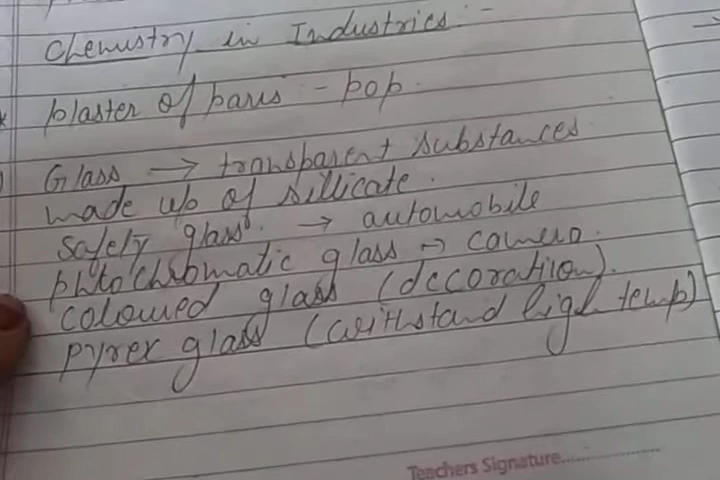 Chemistry in Industries :-
plaster of paris - pop.
Glass → transparent substances
made up of sillicate.
safety glass. → automobile
phtochromatic glass → camera.
coloured glass (decoration).
pyrex glass (withstand high temp)
Teachers Signature..................